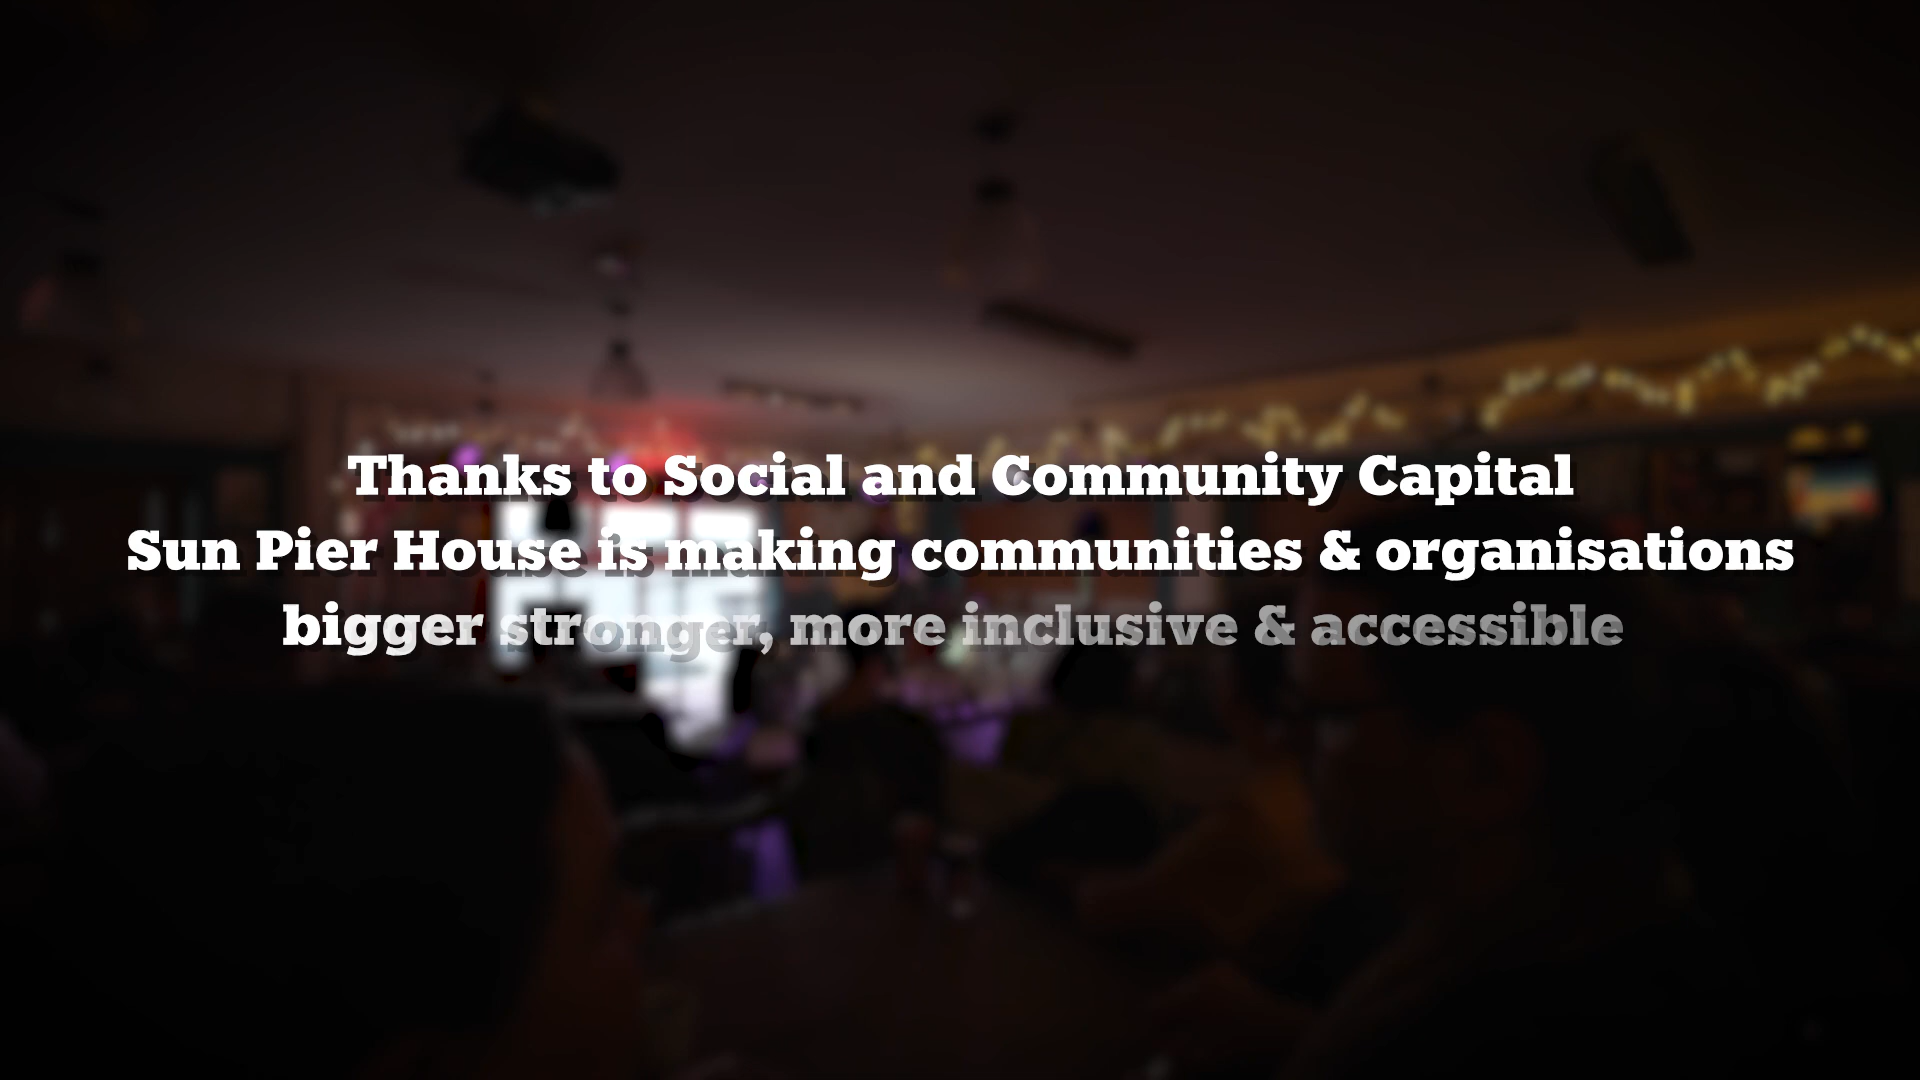 Thanks to Social and Community Capital
Sun Pier House is making communities & organisations
bigger stronger, more inclusive & accessible